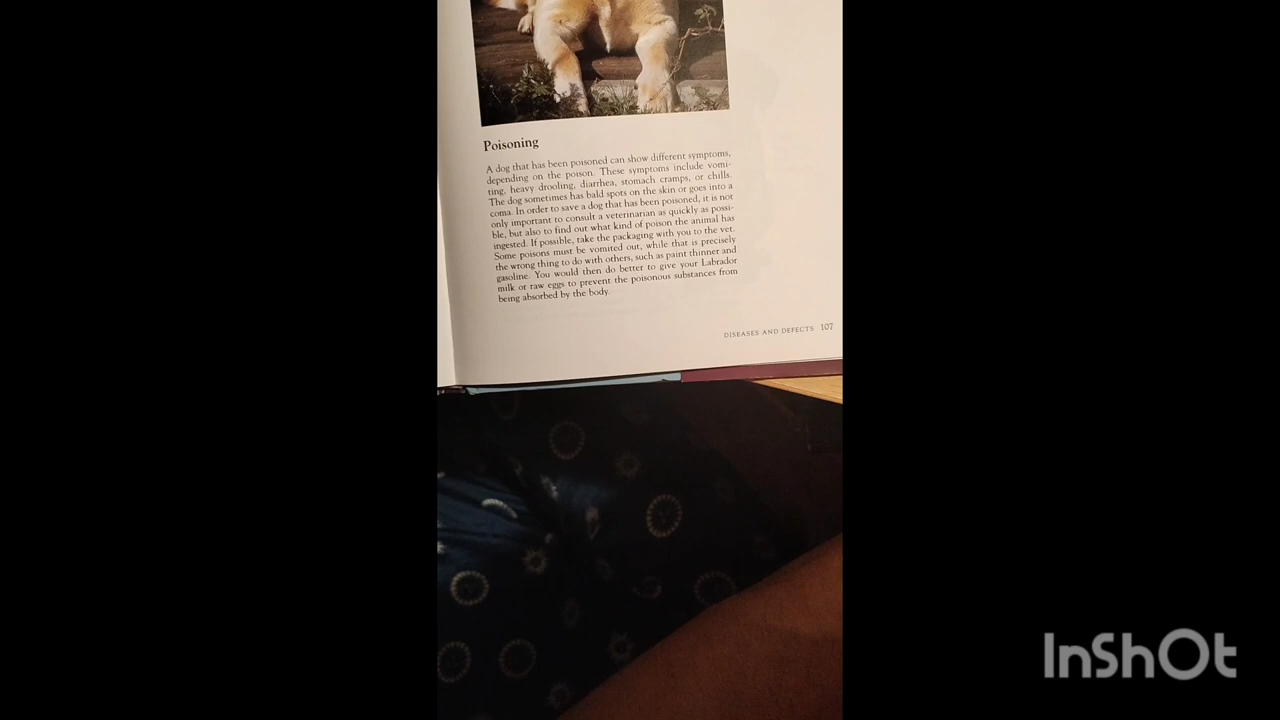 Poisoning
A dog that has been poisoned can show different symptoms,
depending on the poison. These symptoms include vomi-
ting, heavy drooling, diarrhea, stomach cramps, or chills.
The dog sometimes has bald spots on the skin or goes into a
coma. In order to save a dog that has been poisoned, it is not
only important to consult a veterinarian as quickly as possi-
ble, but also to find out what kind of poison the animal has
ingested. If possible, take the packaging with you to the vet.
Some poisons must be vomited out, while that is precisely
the wrong thing to do with others, such as paint thinner and
gasoline. You would then do better to give your Labrador
milk or raw eggs to prevent the poisonous substances from
being absorbed by the body.
DISEASES AND DEFECTS 107
InShOt